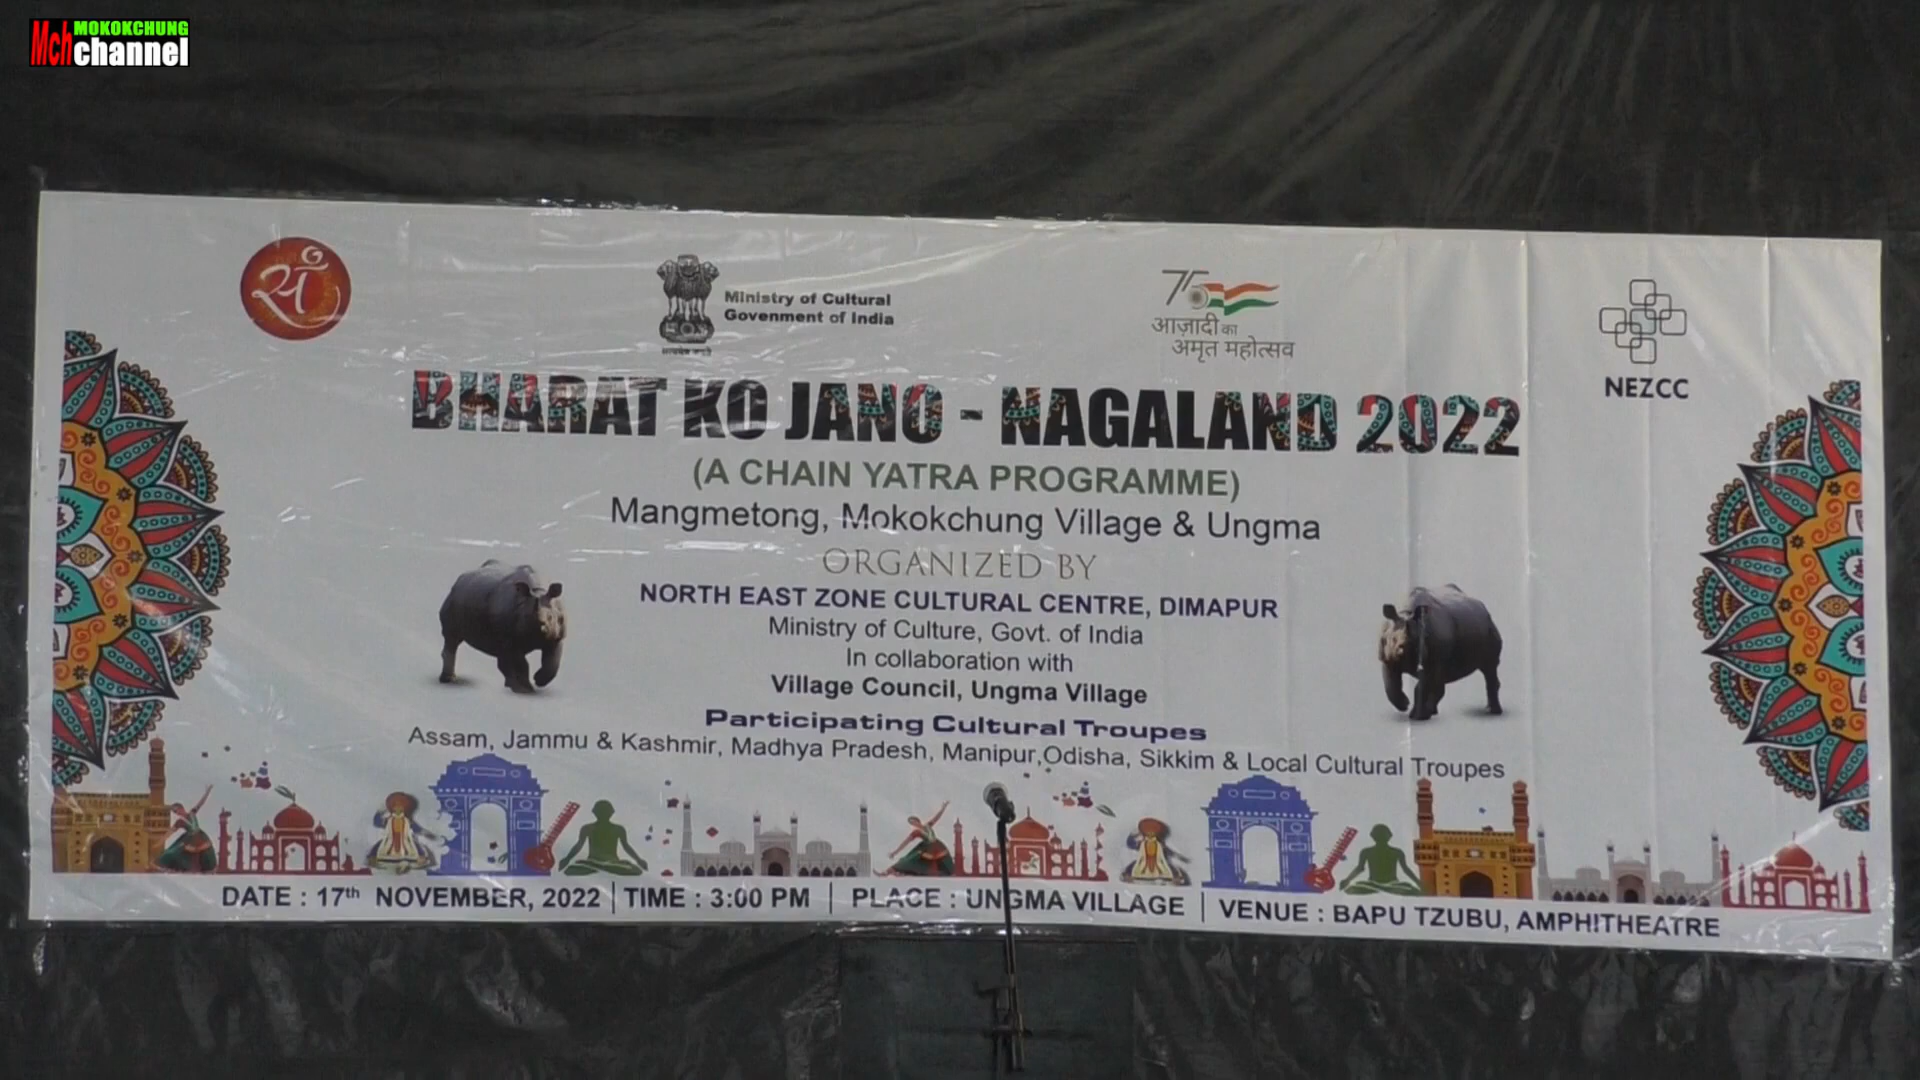 MOKOKCHUNG
Mch channel
सं
Ministry of Cultural
Govenment of India
75
आज़ादी का
अमृत महोत्सव
NEZCC
BHARAT KO JANO - NAGALAND 2022
(A CHAIN YATRA PROGRAMME)
Mangmetong, Mokokchung Village & Ungma
ORGANIZED BY
NORTH EAST ZONE CULTURAL CENTRE, DIMAPUR
Ministry of Culture, Govt. of India
In collaboration with
Village Council, Ungma Village
Participating Cultural Troupes
Assam, Jammu & Kashmir, Madhya Pradesh, Manipur,Odisha, Sikkim & Local Cultural Troupes
DATE : 17th NOVEMBER, 2022 | TIME : 3:00 PM | PLACE : UNGMA VILLAGE | VENUE : BAPU TZUBU, AMPHITHEATRE